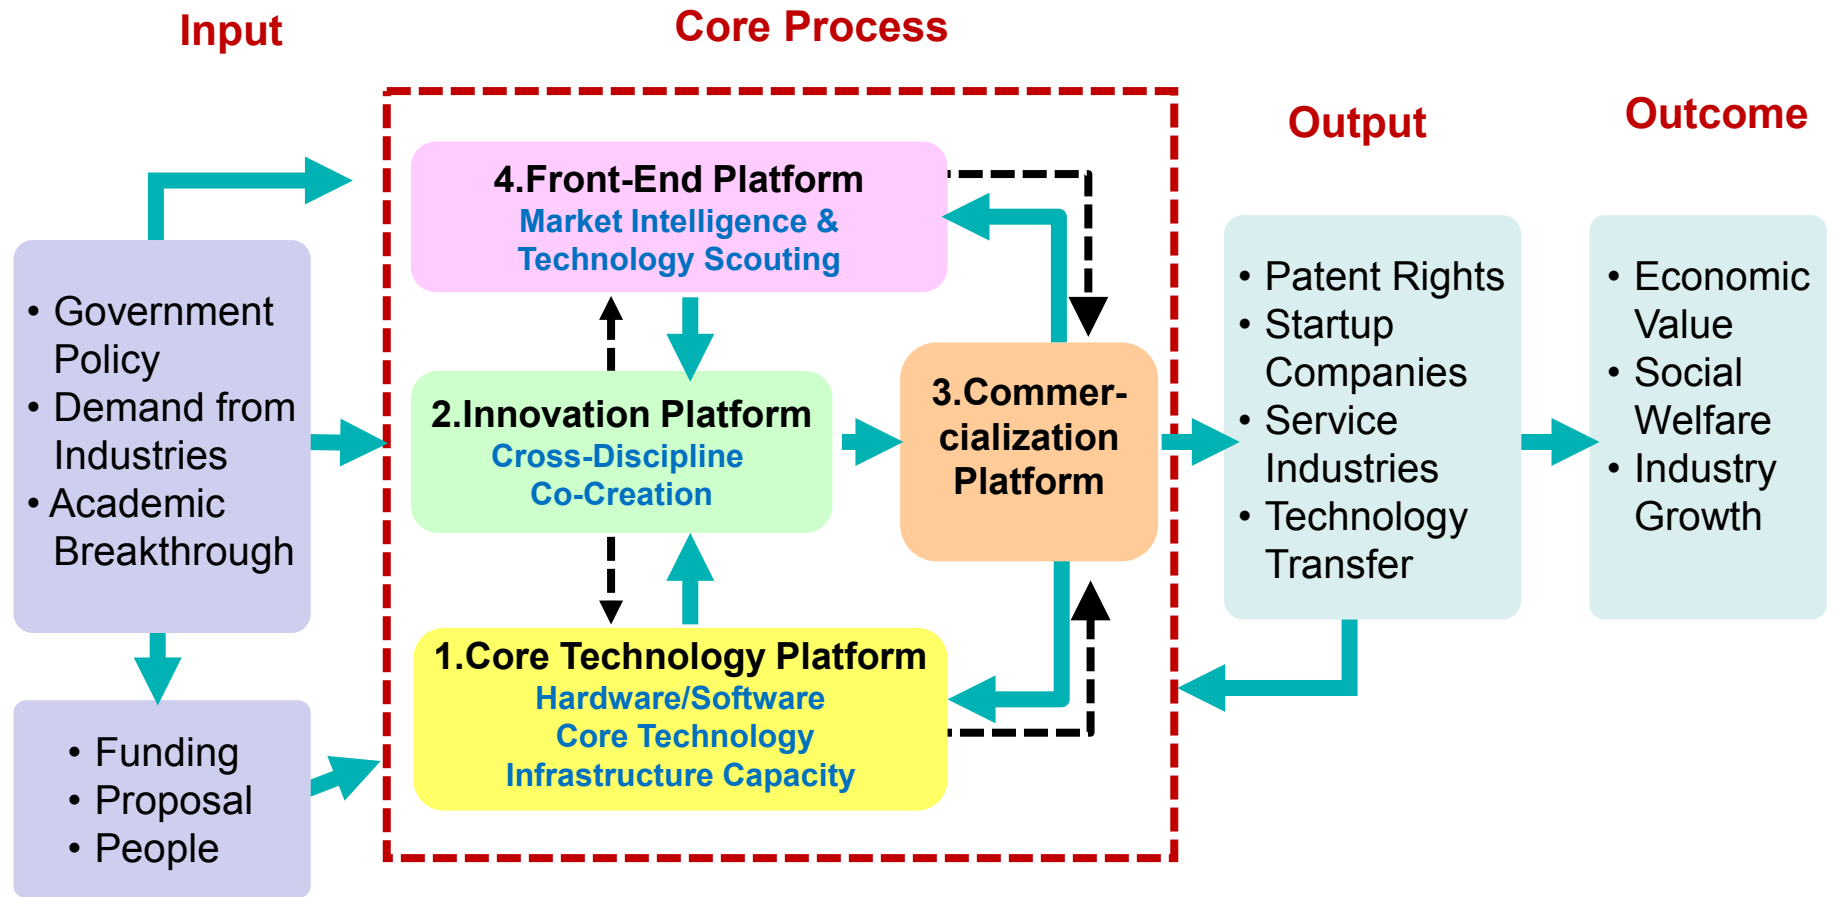 Input
Core Process
Output
Outcome
• Government
Policy
• Demand from
Industries
• Academic
Breakthrough
• Funding
• Proposal
• People
4.Front-End Platform
Market Intelligence &
Technology Scouting
2.Innovation Platform
Cross-Discipline
Co-Creation
1.Core Technology Platform
Hardware/Software
Core Technology
Infrastructure Capacity
3.Commer-
cialization
Platform
• Patent Rights
• Startup
Companies
• Service
Industries
• Technology
Transfer
• Economic
Value
• Social
Welfare
• Industry
Growth